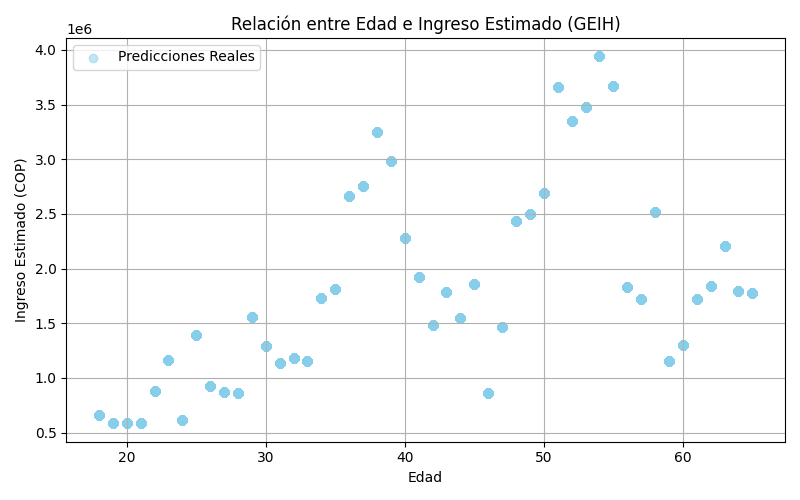 Relación entre Edad e Ingreso Estimado (GEIH)
1e6
Predicciones Reales
4.0
3.5
3.0
2.5
2.0
1.5
1.0
0.5
Ingreso Estimado (COP)
20 30 40 50 60
Edad